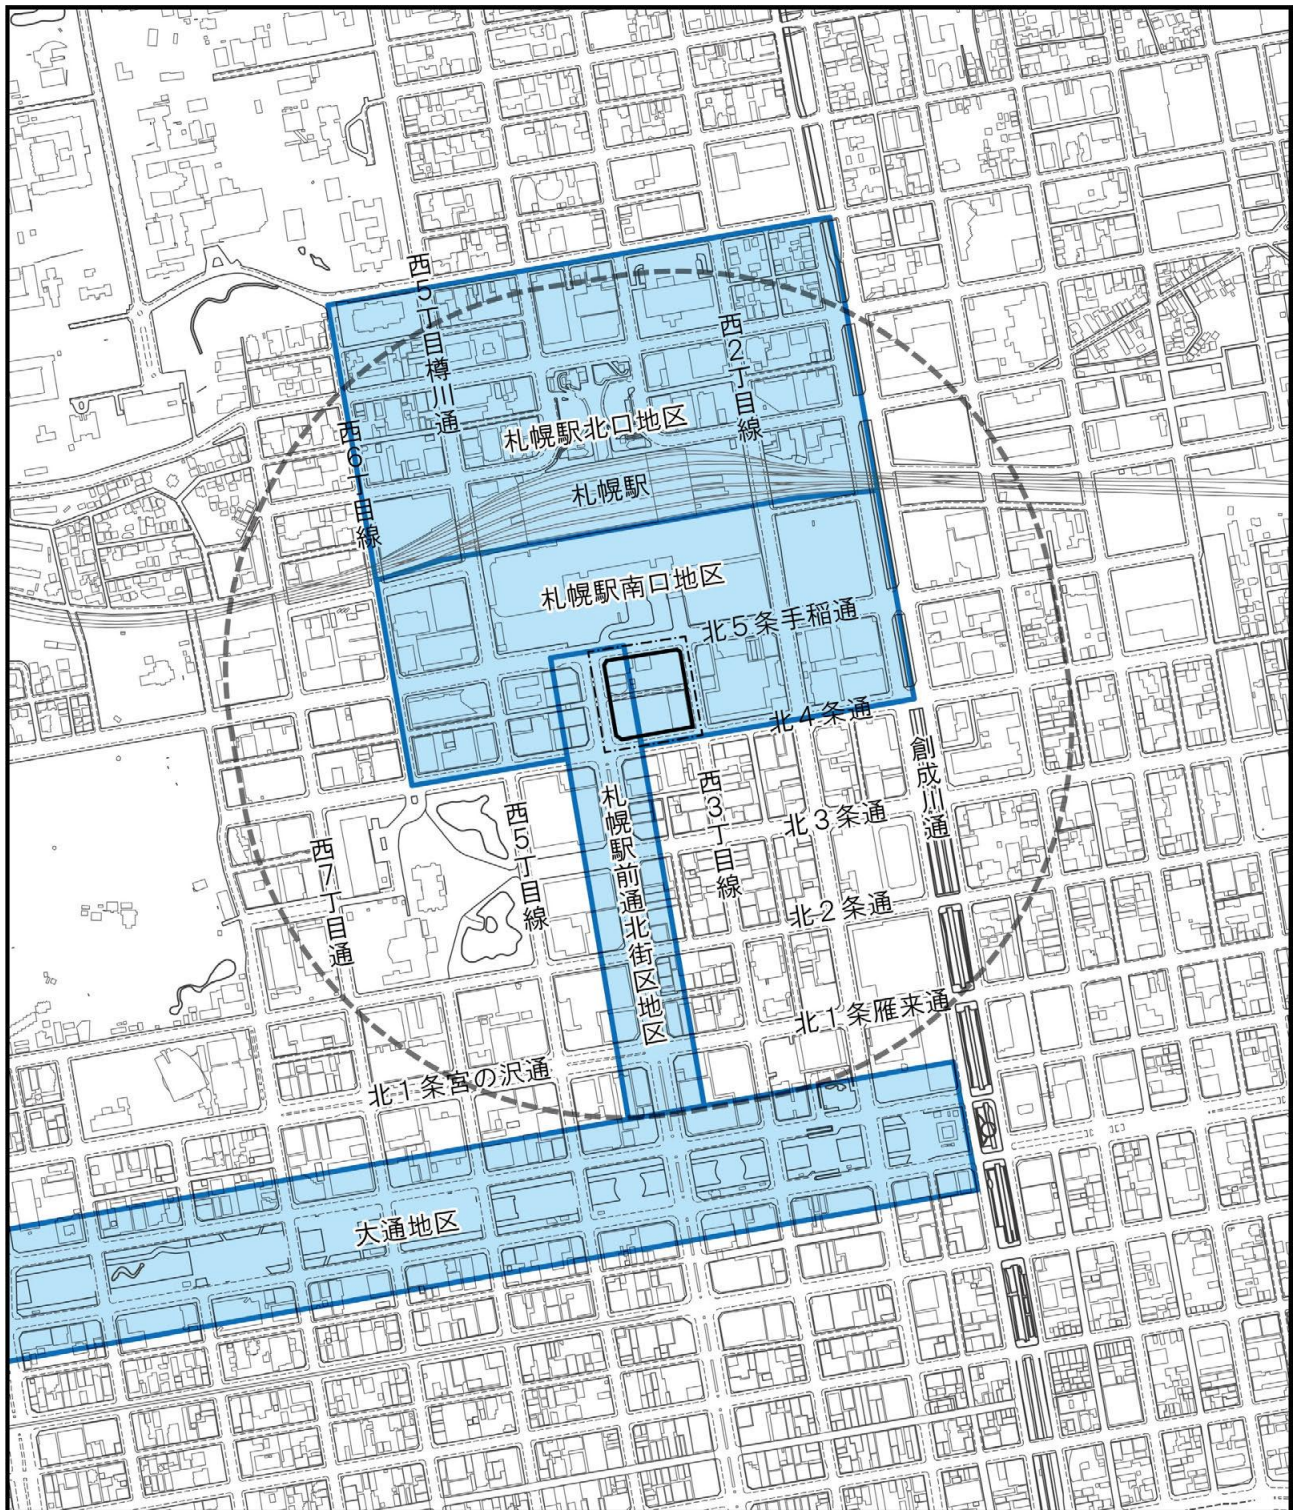 西5丁目樽川通
西2丁目線
札幌駅北口地区
西6丁目線
札幌駅
札幌駅南口地区
北5条手稲通
北4条通
創成川通
西3丁目線
札幌駅前通北街区地区
西5丁目線
北3条通
西7丁目通
北2条通
北1条雁来通
北1条宮の沢通
大通地区